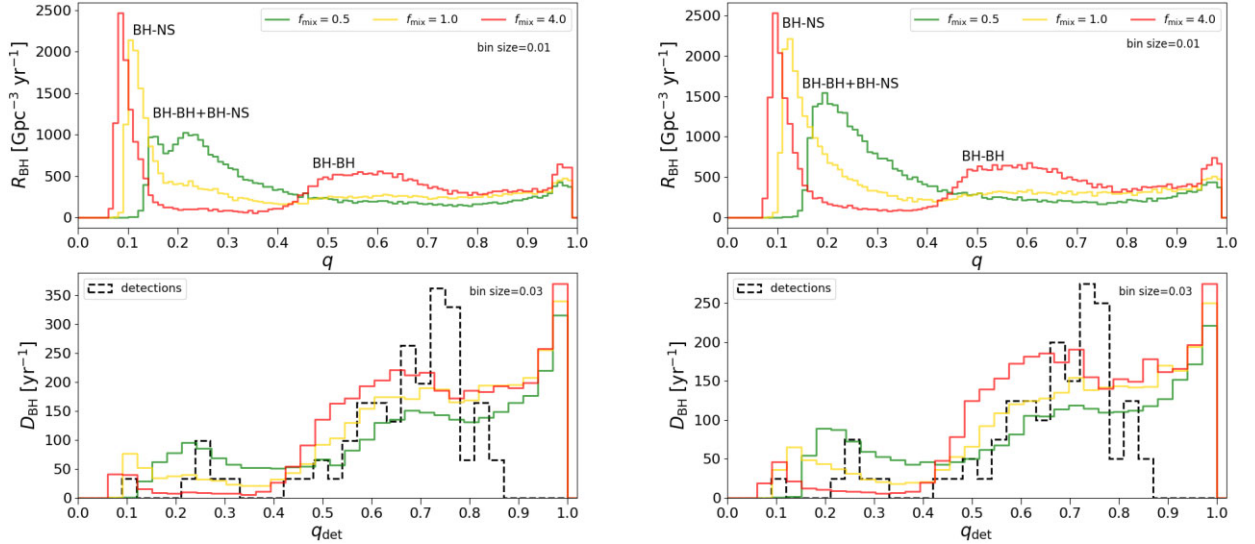 f_mix = 0.5 f_mix = 1.0 f_mix = 4.0
bin size=0.01
BH-NS
BH-BH+BH-NS
BH-BH
R_BH [Gpc⁻³ yr⁻¹]
2500
2000
1500
1000
500
0
0.0 0.1 0.2 0.3 0.4 0.5 0.6 0.7 0.8 0.9 1.0
q
f_mix = 0.5 f_mix = 1.0 f_mix = 4.0
bin size=0.01
BH-NS
BH-BH+BH-NS
BH-BH
R_BH [Gpc⁻³ yr⁻¹]
2500
2000
1500
1000
500
0
0.0 0.1 0.2 0.3 0.4 0.5 0.6 0.7 0.8 0.9 1.0
q
detections
bin size=0.03
D_BH [yr⁻¹]
350
300
250
200
150
100
50
0
0.0 0.1 0.2 0.3 0.4 0.5 0.6 0.7 0.8 0.9 1.0
q_det
detections
bin size=0.03
D_BH [yr⁻¹]
250
200
150
100
50
0
0.0 0.1 0.2 0.3 0.4 0.5 0.6 0.7 0.8 0.9 1.0
q_det